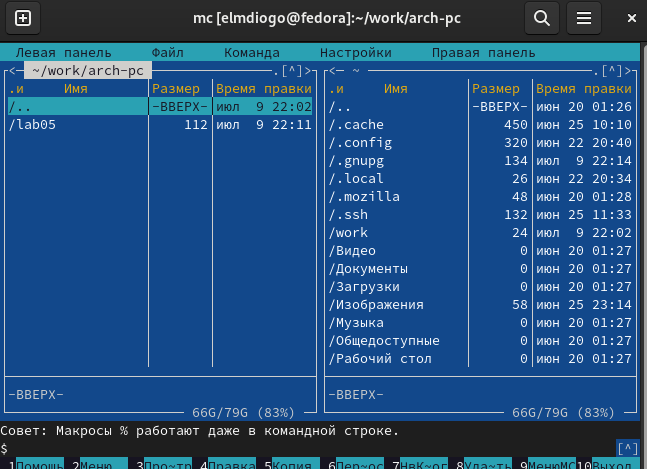 mc [elmdiogo@fedora]:~/work/arch-pc
Левая панель Файл Команда Настройки Правая панель
<─ ~/work/arch-pc .[^]>
.и Имя Размер Время правки
/.. -ВВЕРХ- июл 9 22:02
/lab05 112 июл 9 22:11
-ВВЕРХ-
66G/79G (83%)
<─ ~ .[^]>
.и Имя Размер Время правки
/.. -ВВЕРХ- июн 20 01:26
/.cache 450 июн 25 10:10
/.config 320 июн 22 20:40
/.gnupg 134 июл 9 22:14
/.local 26 июн 22 20:34
/.mozilla 48 июн 20 01:28
/.ssh 132 июн 25 11:33
/work 24 июл 9 22:02
/Видео 0 июн 20 01:27
/Документы 0 июн 20 01:27
/Загрузки 0 июн 20 01:27
/Изображения 58 июн 25 23:14
/Музыка 0 июн 20 01:27
/Общедоступные 0 июн 20 01:27
/Рабочий стол 0 июн 20 01:27
-ВВЕРХ-
66G/79G (83%)
Совет: Макросы % работают даже в командной строке.
$ [^]
1Помощь 2Меню 3Про~тр 4Правка 5Копия 6Пер~ос 7НвК~ог 8Уда~ть 9МенюMC 10Выход